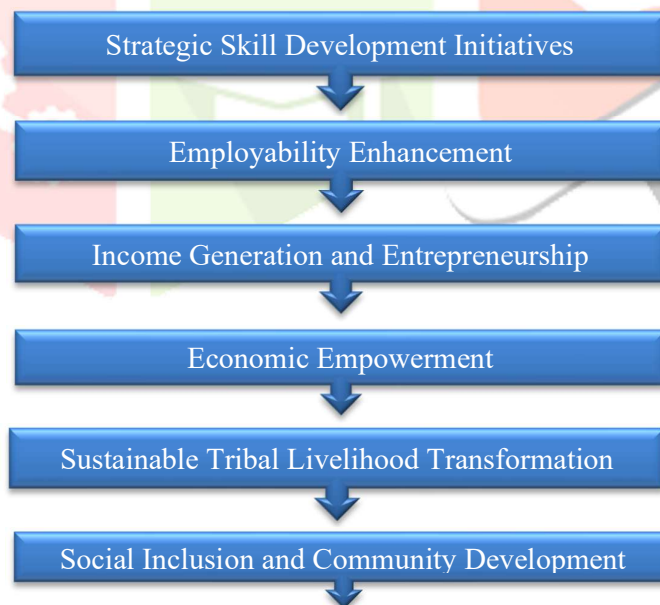 Strategic Skill Development Initiatives
Employability Enhancement
Income Generation and Entrepreneurship
Economic Empowerment
Sustainable Tribal Livelihood Transformation
Social Inclusion and Community Development